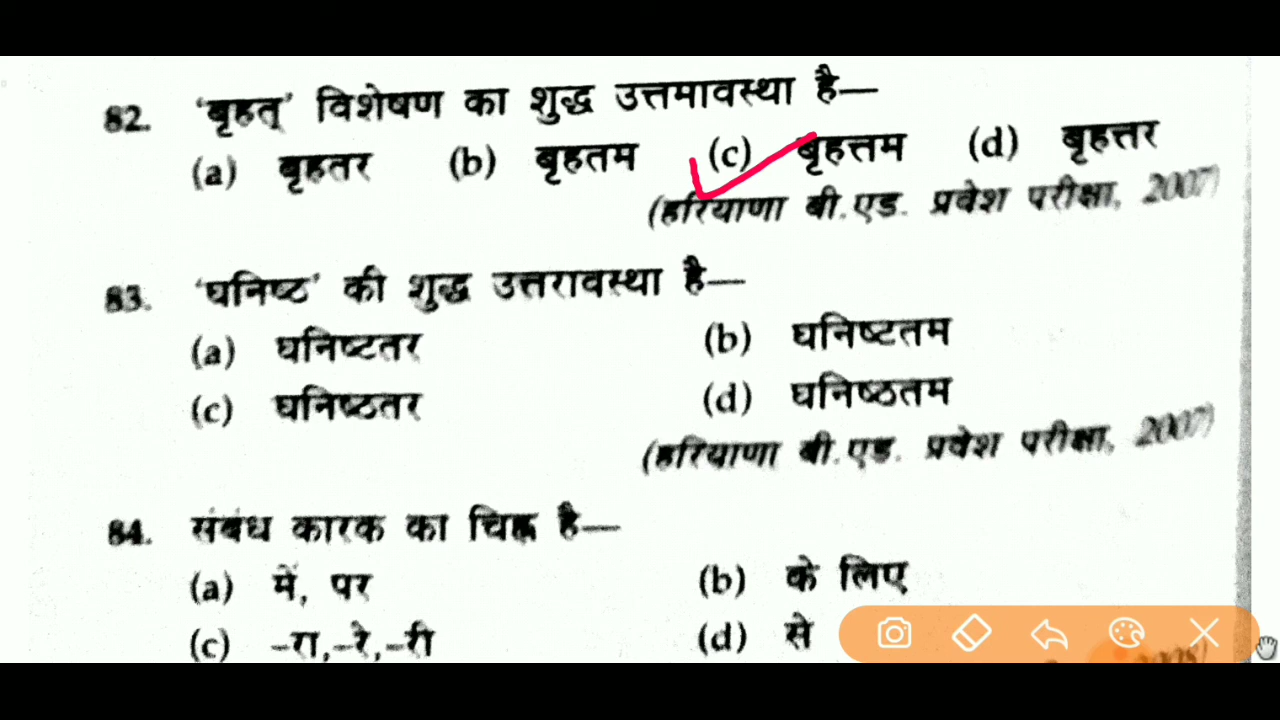 82. ‘बृहत्’ विशेषण का शुद्ध उत्तमावस्था है—
(a) बृहतर (b) बृहतम (c) बृहत्तम (d) बृहत्तर
(हरियाणा बी.एड. प्रवेश परीक्षा, 2007)
83. ‘घनिष्ट’ की शुद्ध उत्तरावस्था है—
(a) घनिष्टतर (b) घनिष्टतम
(c) घनिष्ठतर (d) घनिष्ठतम
(हरियाणा बी.एड. प्रवेश परीक्षा, 2007)
84. संबंध कारक का चिह्न है—
(a) में, पर (b) के लिए
(c) –रा,–रे,–री (d) से